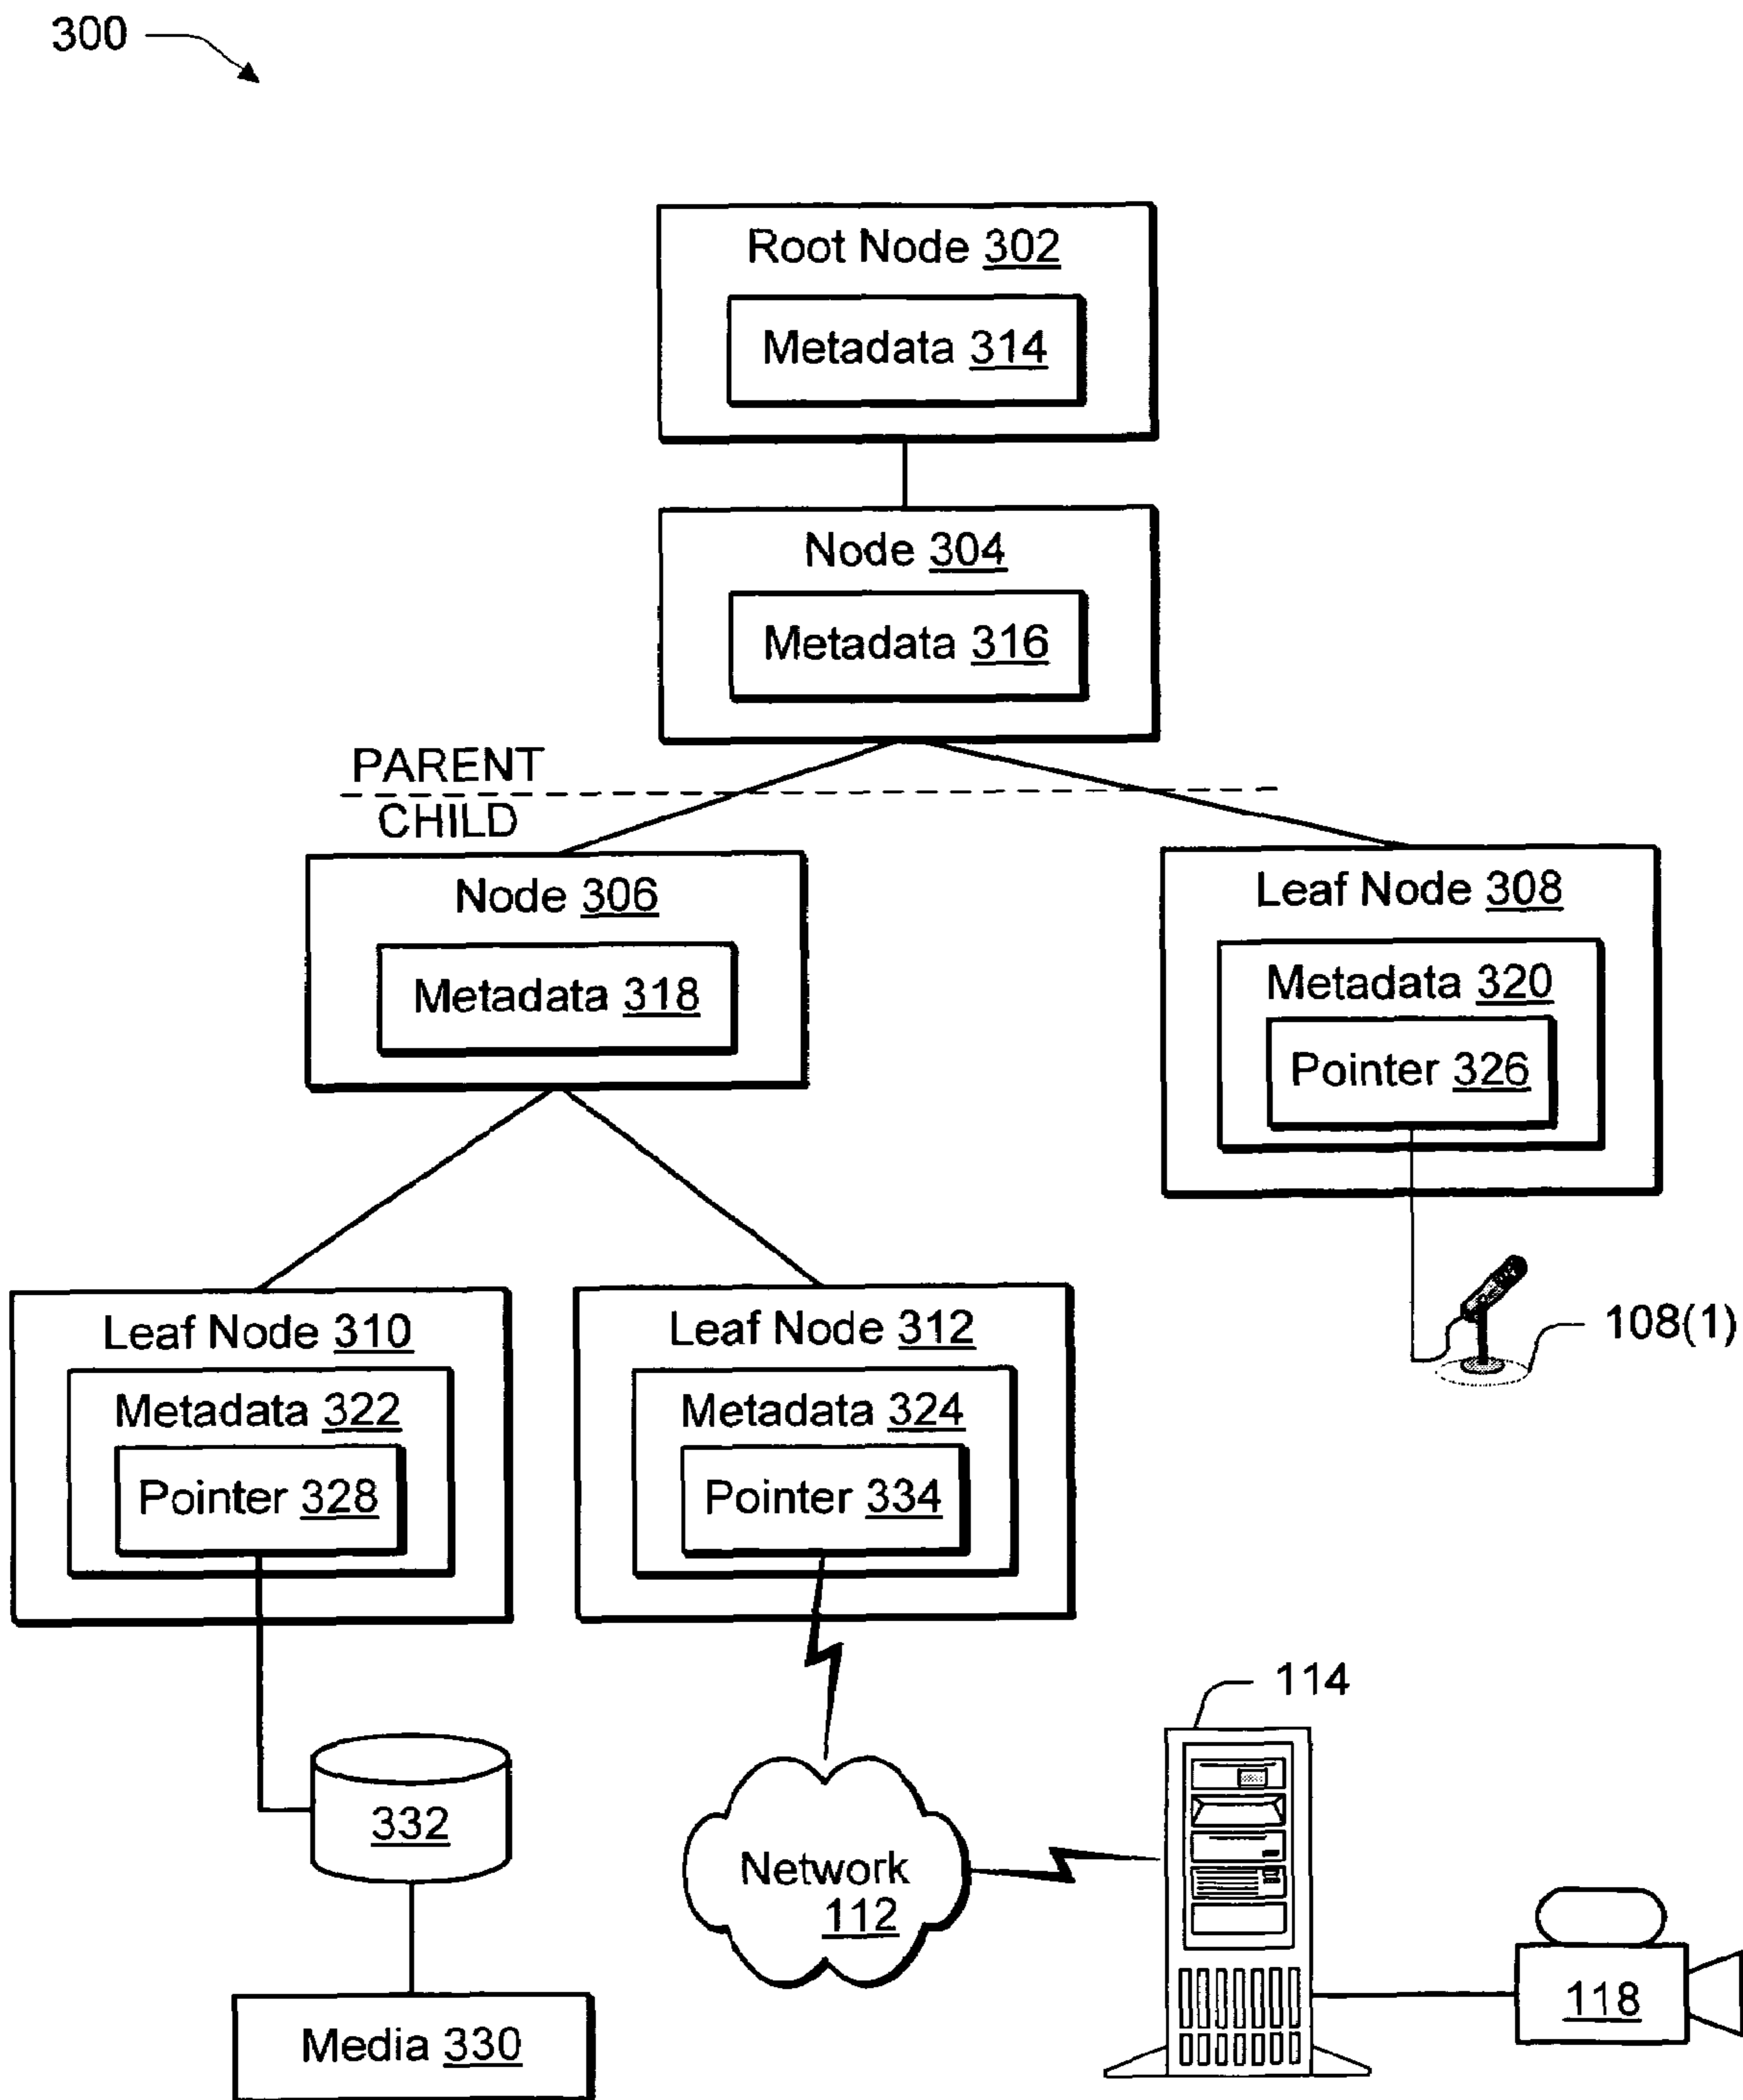 300
Root Node 302
Metadata 314
Node 304
Metadata 316
PARENT
CHILD
Node 306
Metadata 318
Leaf Node 308
Metadata 320
Pointer 326
108(1)
Leaf Node 310
Metadata 322
Pointer 328
Leaf Node 312
Metadata 324
Pointer 334
332
Media 330
Network
112
114
118